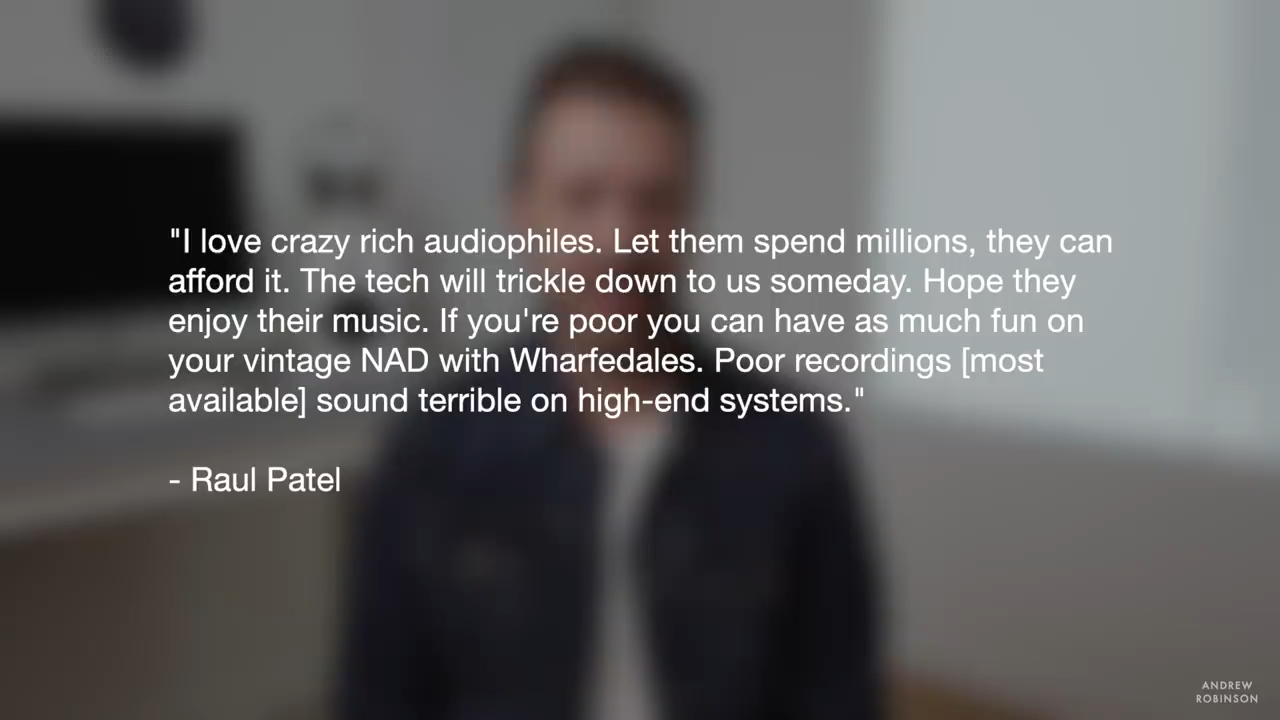 "I love crazy rich audiophiles. Let them spend millions, they can
afford it. The tech will trickle down to us someday. Hope they
enjoy their music. If you're poor you can have as much fun on
your vintage NAD with Wharfedales. Poor recordings [most
available] sound terrible on high-end systems."
- Raul Patel
ANDREW
ROBINSON